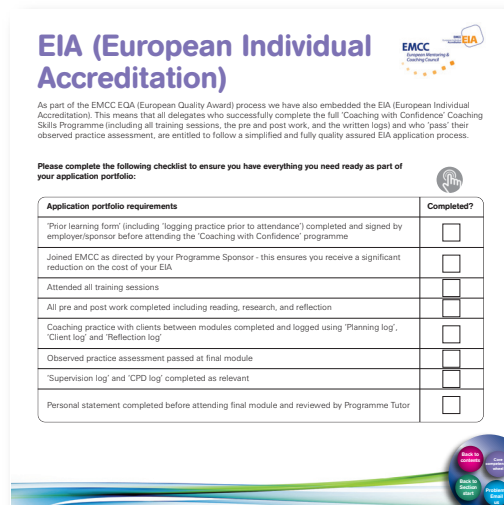 EIA (European Individual
Accreditation)
EMCC
European Mentoring &
Coaching Council
EIA
As part of the EMCC EQA (European Quality Award) process we have also embedded the EIA (European Individual
Accreditation). This means that all delegates who successfully complete the full 'Coaching with Confidence' Coaching
Skills Programme (including all training sessions, the pre and post work, and the written logs) and who 'pass' their
observed practice assessment, are entitled to follow a simplified and fully quality assured EIA application process.
Please complete the following checklist to ensure you have everything you need ready as part of
your application portfolio:
Application portfolio requirements
Completed?
'Prior learning form' (including 'logging practice prior to attendance') completed and signed by
employer/sponsor before attending the 'Coaching with Confidence' programme
Joined EMCC as directed by your Programme Sponsor - this ensures you receive a significant
reduction on the cost of your EIA
Attended all training sessions
All pre and post work completed including reading, research, and reflection
Coaching practice with clients between modules completed and logged using 'Planning log',
'Client log' and 'Reflection log'
Observed practice assessment passed at final module
'Supervision log' and 'CPD log' completed as relevant
Personal statement completed before attending final module and reviewed by Programme Tutor
Back to
contents
Core
Back to
Section
start
Email
us